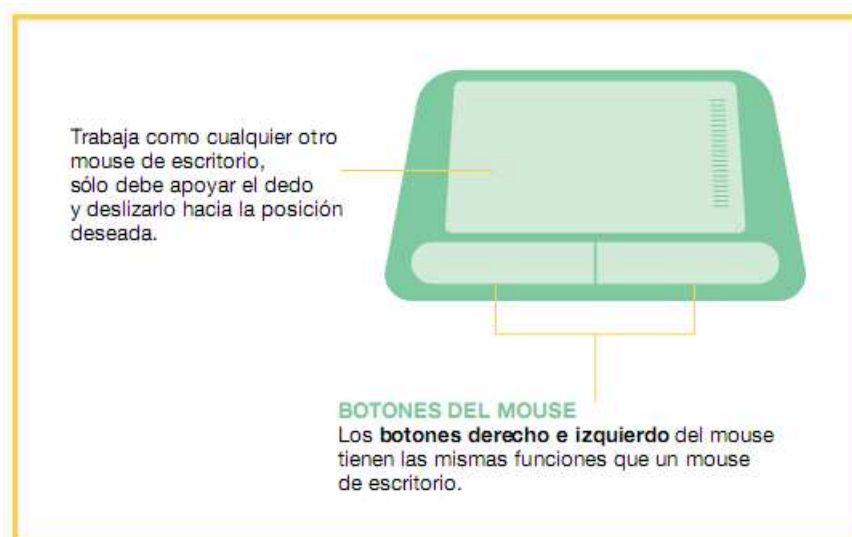 Trabaja como cualquier otro
mouse de escritorio,
sólo debe apoyar el dedo
y deslizarlo hacia la posición
deseada.
BOTONES DEL MOUSE
Los botones derecho e izquierdo del mouse
tienen las mismas funciones que un mouse
de escritorio.